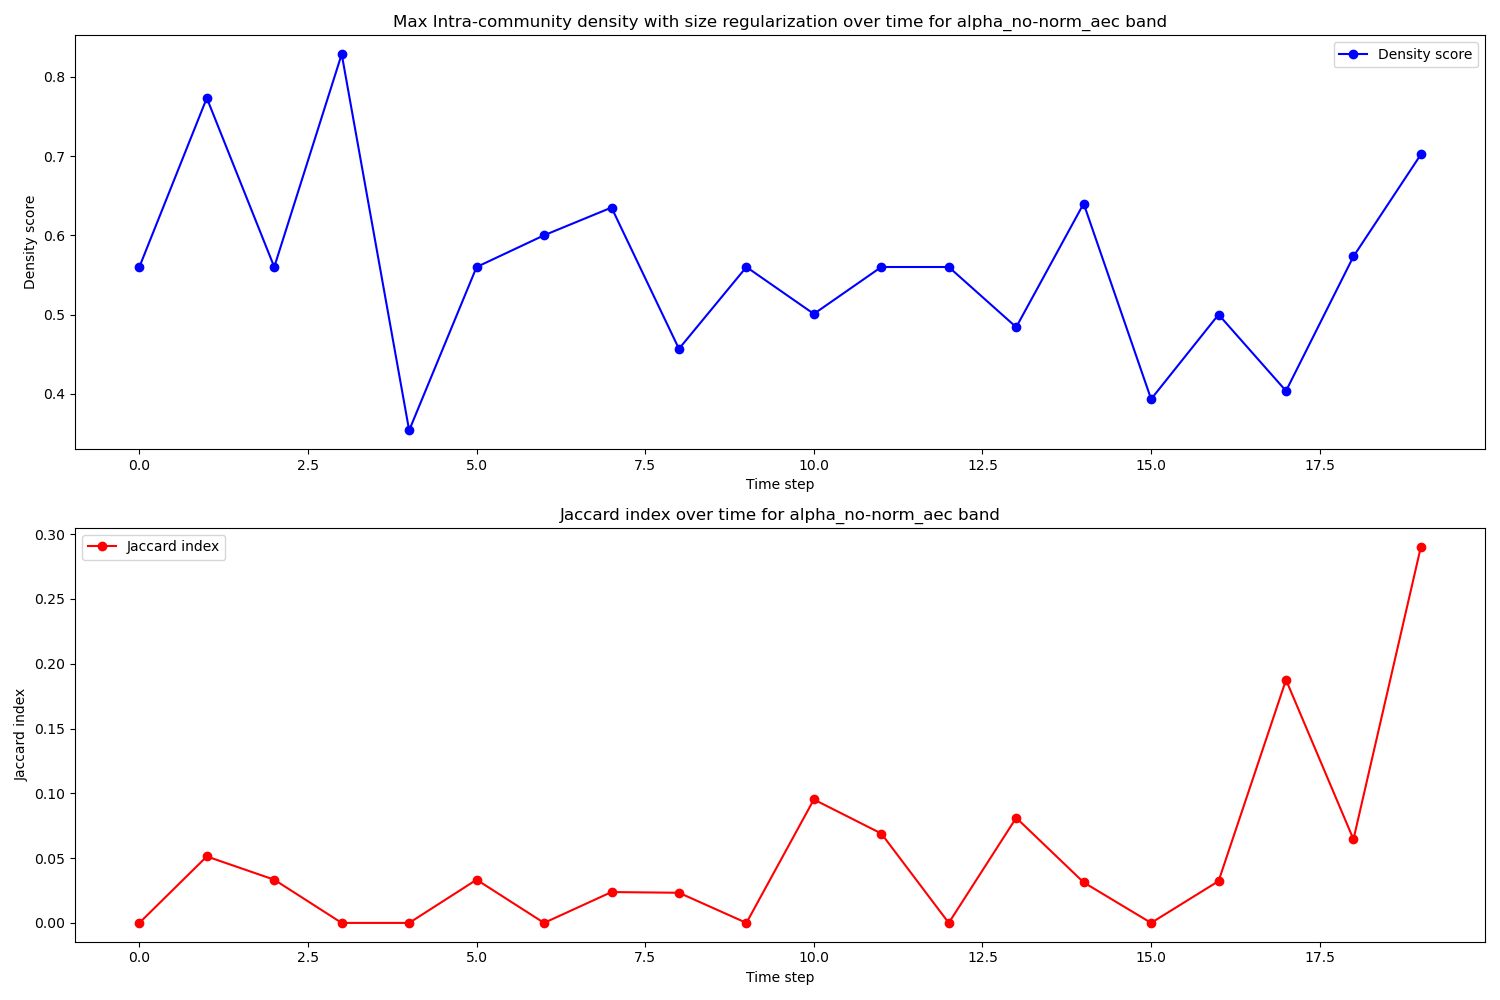 Max Intra-community density with size regularization over time for alpha_no-norm_aec band
Density score
0.8
0.7
0.6
0.5
0.4
Density score
0.0 2.5 5.0 7.5 10.0 12.5 15.0 17.5
Time step
Jaccard index over time for alpha_no-norm_aec band
Jaccard index
0.30
0.25
0.20
0.15
0.10
0.05
0.00
Jaccard index
0.0 2.5 5.0 7.5 10.0 12.5 15.0 17.5
Time step